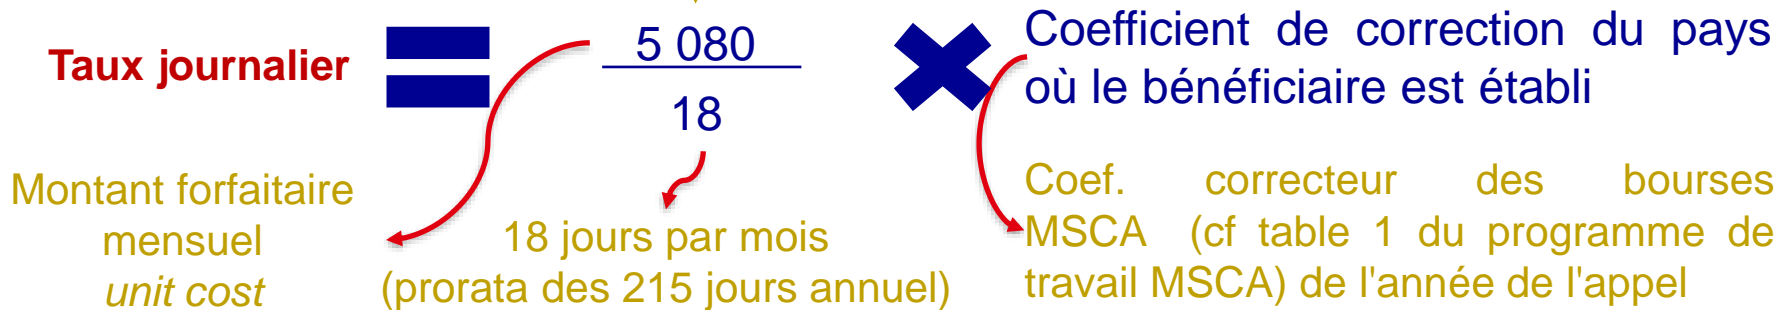 Taux journalier
5 080
18
Coefficient de correction du pays
où le bénéficiaire est établi
Montant forfaitaire
mensuel
unit cost
18 jours par mois
(prorata des 215 jours annuel)
Coef. correcteur des bourses
MSCA (cf table 1 du programme de
travail MSCA) de l'année de l'appel